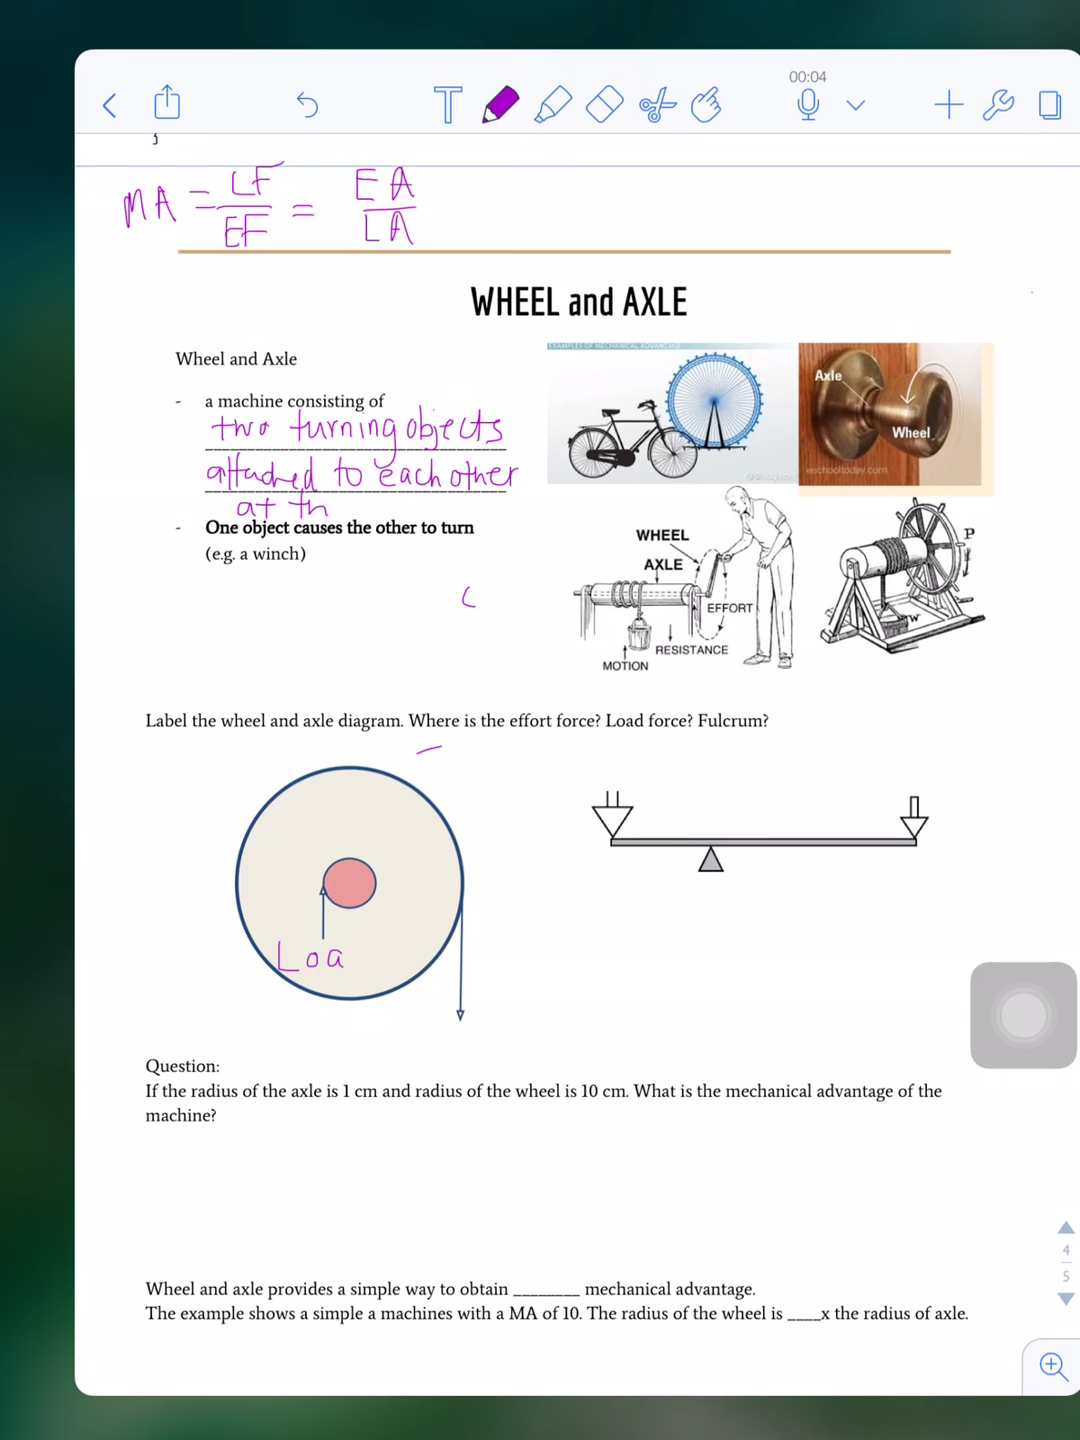 00:04
MA = LF/EF = EA/LA
WHEEL and AXLE
Wheel and Axle
- a machine consisting of
two turning objects
attached to each other
at th
- One object causes the other to turn
(e.g. a winch)
EXAMPLES OF MECHANICAL ADVANTAGE
Axle
Wheel
eschooltoday.com
WHEEL
AXLE
EFFORT
RESISTANCE
MOTION
P
W
Label the wheel and axle diagram. Where is the effort force? Load force? Fulcrum?
Loa
Question:
If the radius of the axle is 1 cm and radius of the wheel is 10 cm. What is the mechanical advantage of the
machine?
Wheel and axle provides a simple way to obtain ________ mechanical advantage.
The example shows a simple a machines with a MA of 10. The radius of the wheel is ____x the radius of axle.
4
5